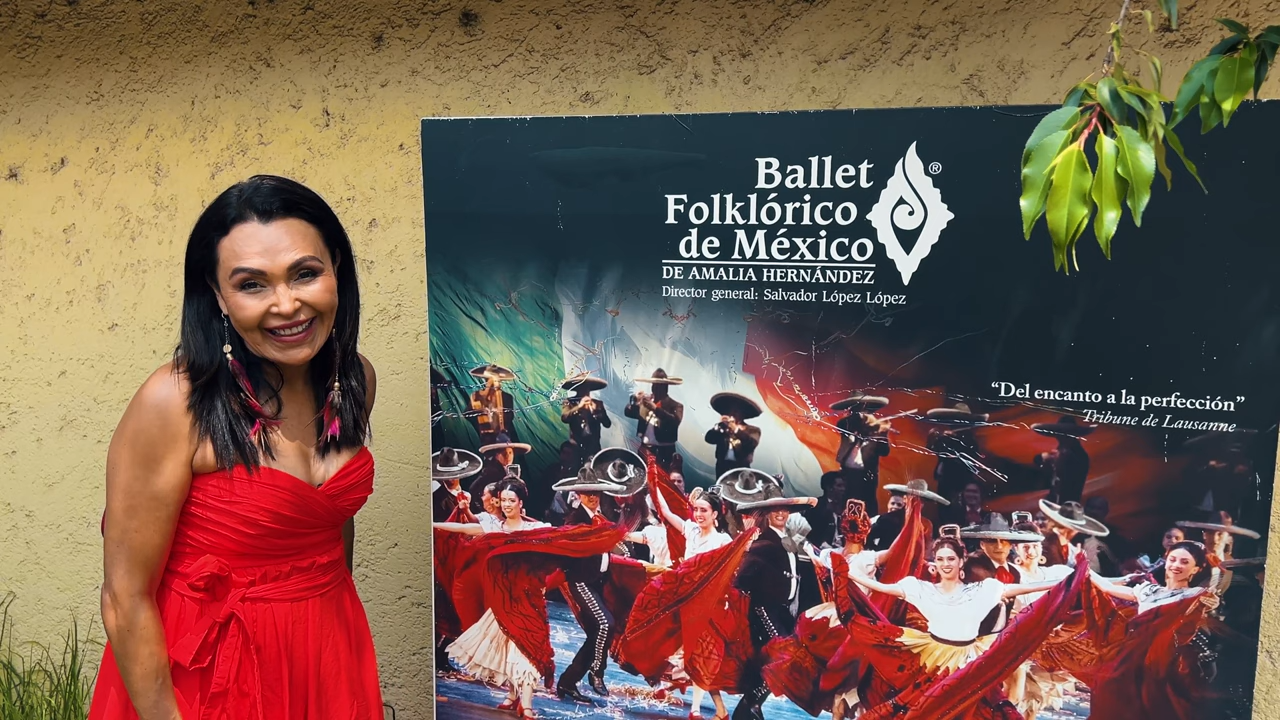 Ballet
Folklórico
de México
®
DE AMALIA HERNÁNDEZ
Director general: Salvador López López
“Del encanto a la perfección”
Tribune de Lausanne